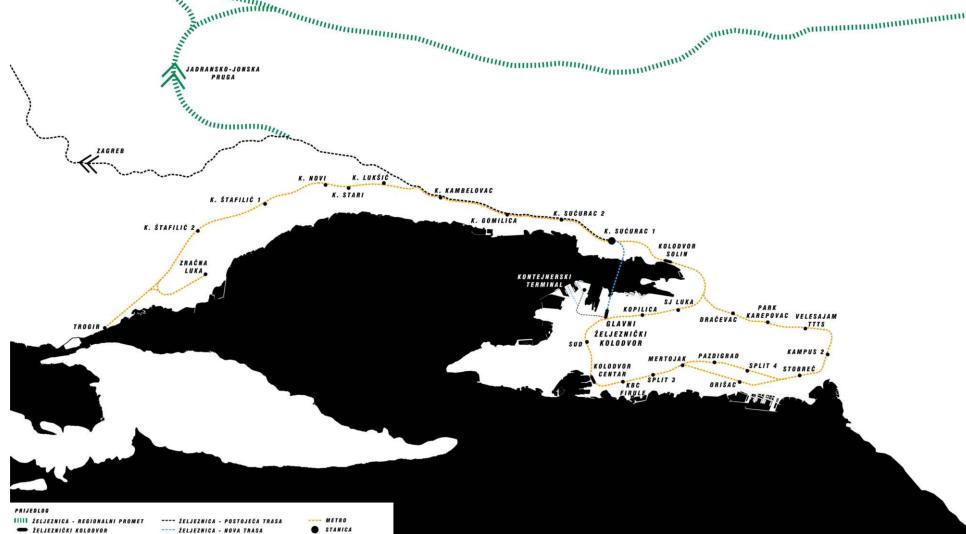 JADRANSKO-JONSKA
PRUGA
ZAGREB
K. NOVI
K. LUKŠIĆ
K. STARI
K. KAMBELOVAC
K. ŠTAFILIĆ 1
K. GOMILICA
K. SUĆURAC 2
K. ŠTAFILIĆ 2
K. SUĆURAC 1
KOLODVOR
SOLIN
ZRAČNA
LUKA
KONTEJNERSKI
TERMINAL
TROGIR
KOPILICA
SJ LUKA
GLAVNI
ŽELJEZNIČKI
KOLODVOR
DRAČEVAC
PARK
KAREPOVAC
VELESAJAM
TTTS
SUD
KAMPUS 2
MERTOJAK
PAZDIGRAD
KOLODVOR
CENTAR
SPLIT 4
STOBREČ
SPLIT 3
KBC
FIRULE
ORIŠAC
PRIJEDLOG
ŽELJEZNICA - REGIONALNI PROMET
ŽELJEZNICA - POSTOJEĆA TRASA
METRO
ŽELJEZNIČKI KOLODVOR
ŽELJEZNICA - NOVA TRASA
STANICA